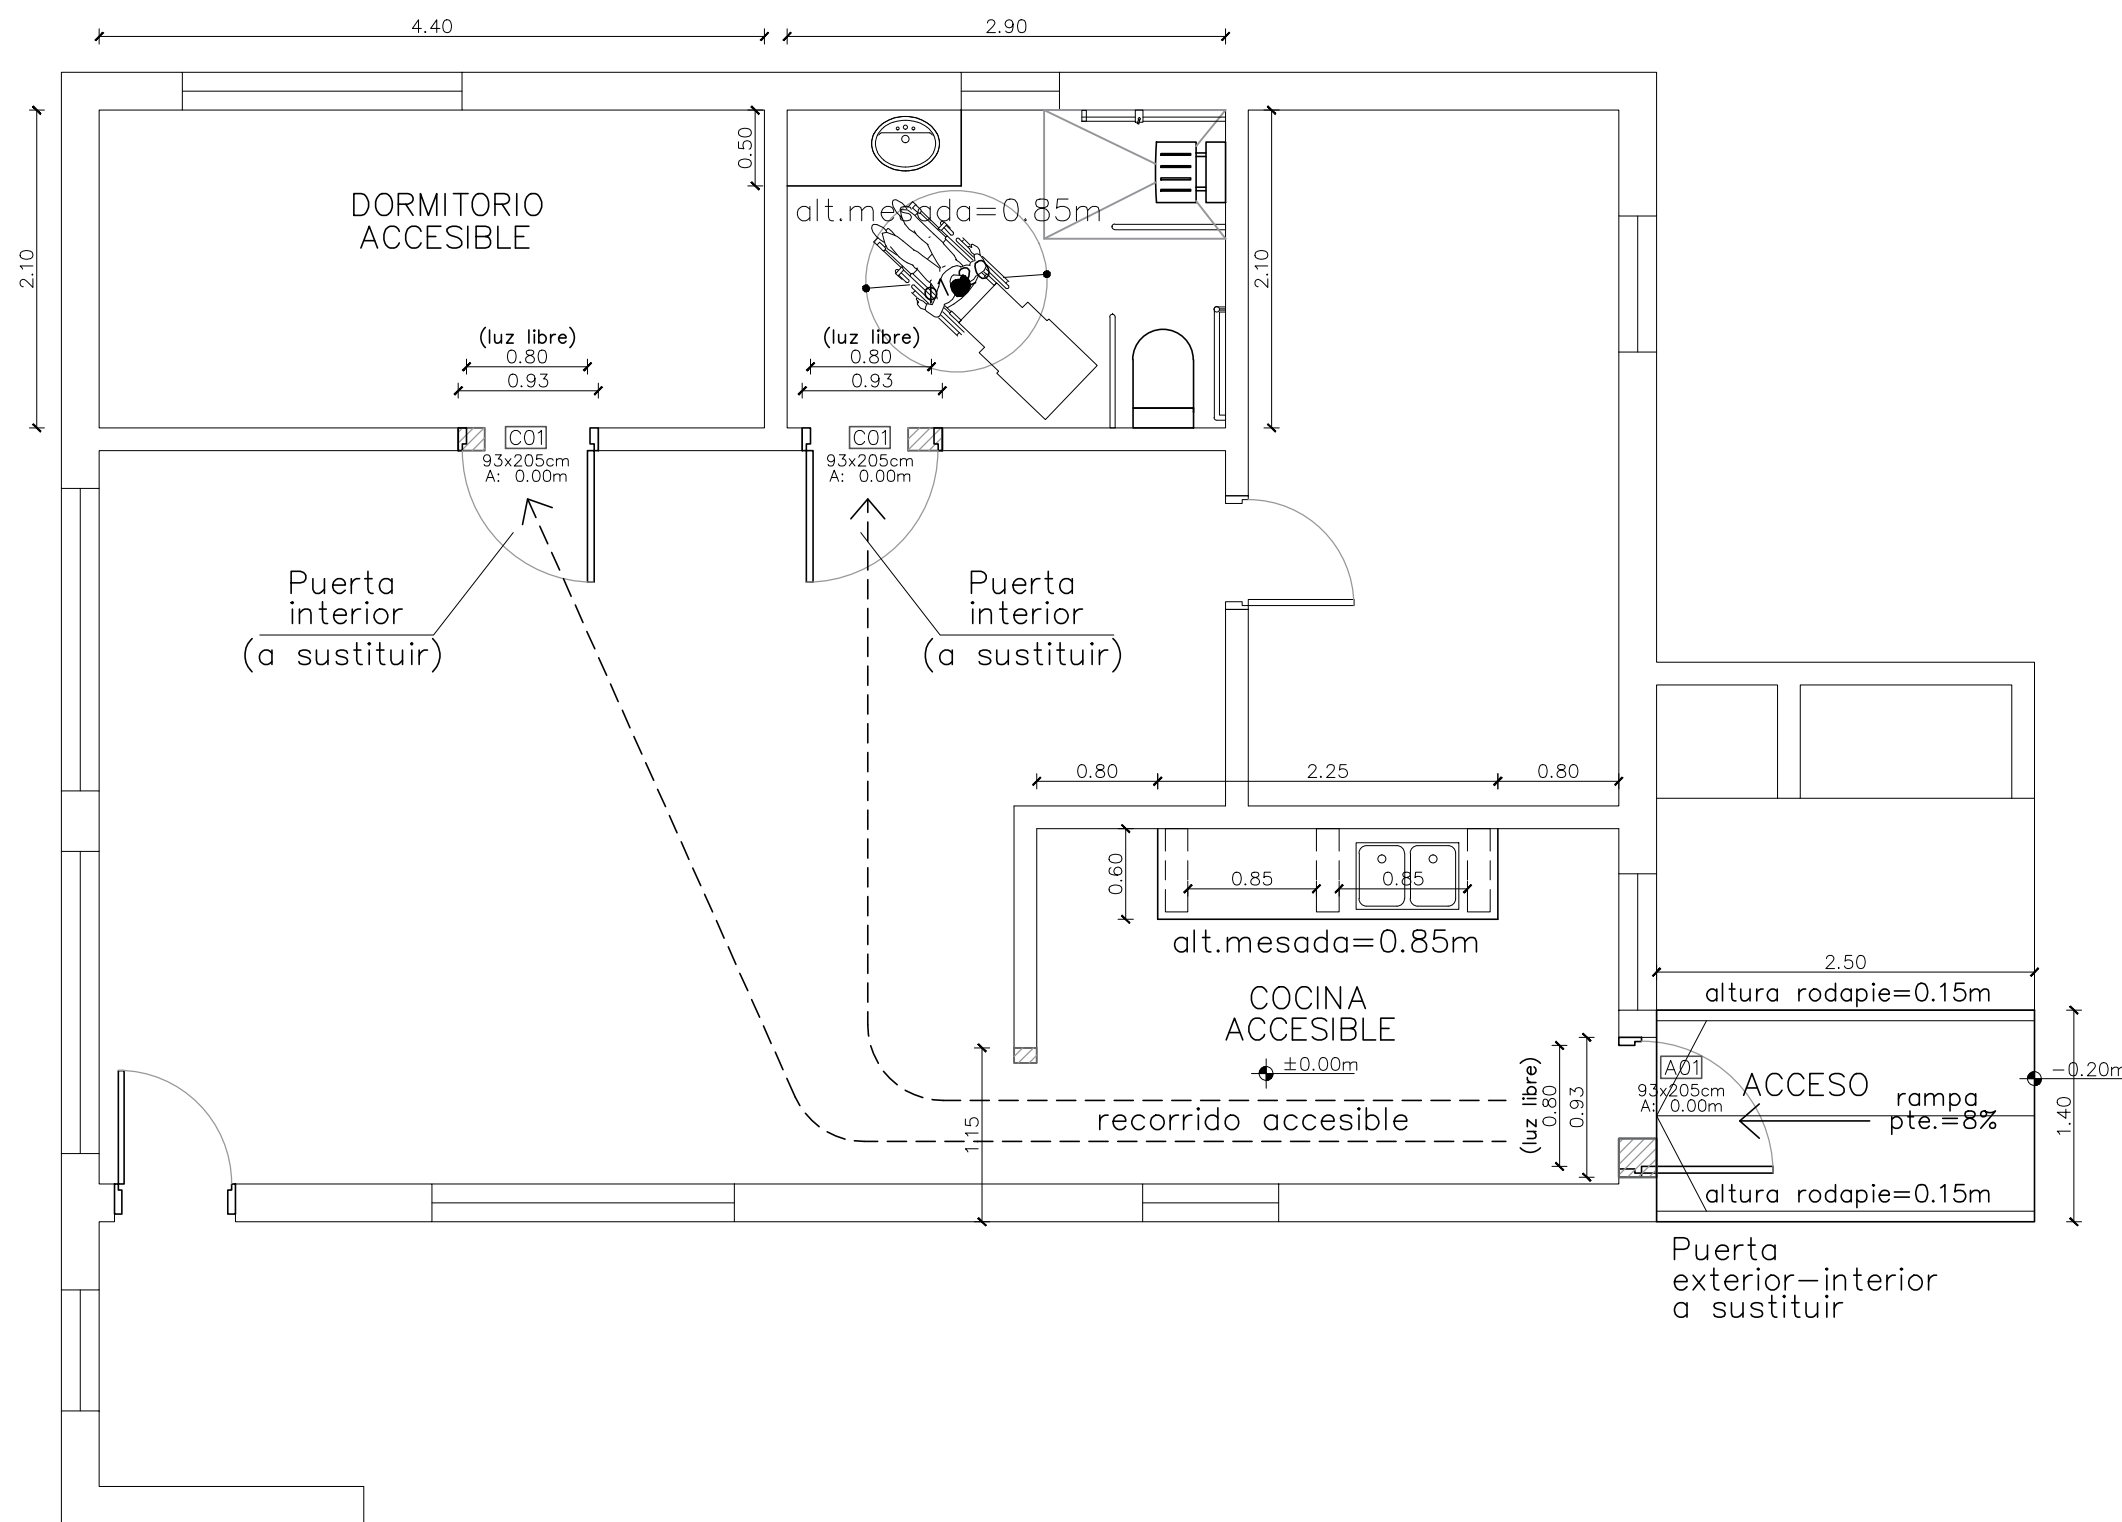 4.40
2.90
0.50
DORMITORIO
ACCESIBLE
alt.mesada=0.85m
2.10
2.10
(luz libre)
0.80
0.93
(luz libre)
0.80
0.93
C01
93x205cm
A: 0.00m
C01
93x205cm
A: 0.00m
Puerta
interior
(a sustituir)
Puerta
interior
(a sustituir)
0.80
2.25
0.80
0.60
0.85
0.85
alt.mesada=0.85m
COCINA
ACCESIBLE
±0.00m
2.50
altura rodapie=0.15m
A01
93x205cm
A: 0.00m
ACCESO
rampa
pte.=8%
-0.20m
1.40
(luz libre)
0.80
0.93
1.15
recorrido accesible
altura rodapie=0.15m
Puerta
exterior-interior
a sustituir